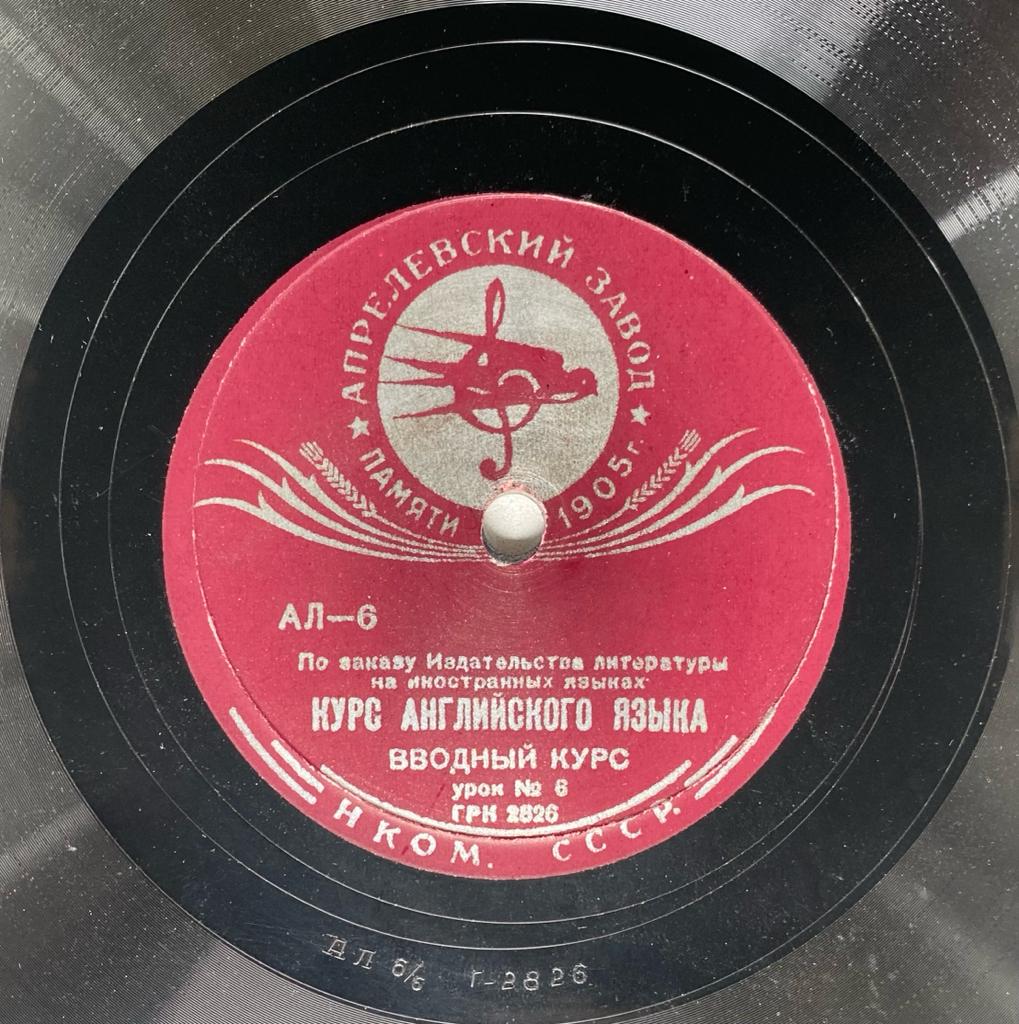 АПРЕЛЕВСКИЙ ЗАВОД
ПАМЯТИ 1905 г.
АЛ—6
По заказу Издательства литературы
на иностранных языках
КУРС АНГЛИЙСКОГО ЯЗЫКА
ВВОДНЫЙ КУРС
урок № 6
ГРК 2826
НКОМ. СССР.
АЛ 6/6 Г-2826